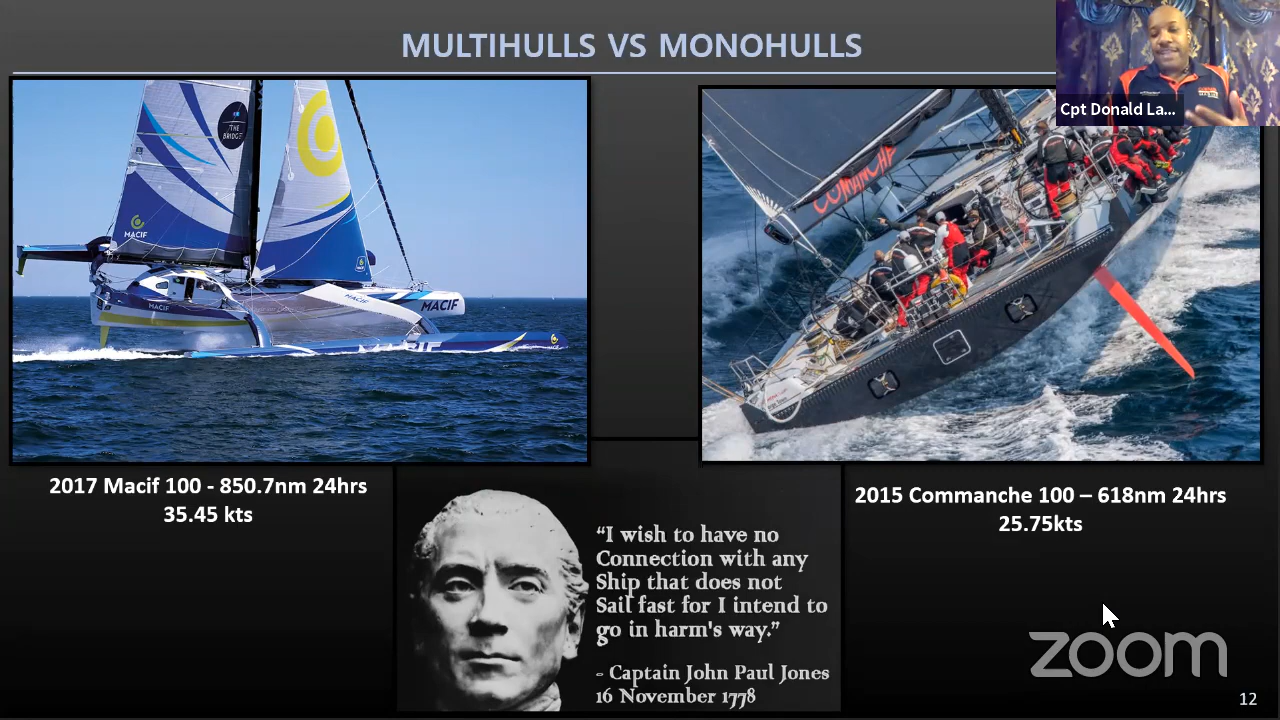 MULTIHULLS VS MONOHULLS
Cpt Donald La...
THE BRIDGE
MACIF
MACIF
MACIF
MACIF
COMANCHE
2017 Macif 100 - 850.7nm 24hrs
35.45 kts
2015 Commanche 100 – 618nm 24hrs
25.75kts
“I wish to have no
Connection with any
Ship that does not
Sail fast for I intend to
go in harm's way.”
- Captain John Paul Jones
16 November 1778
zoom
12